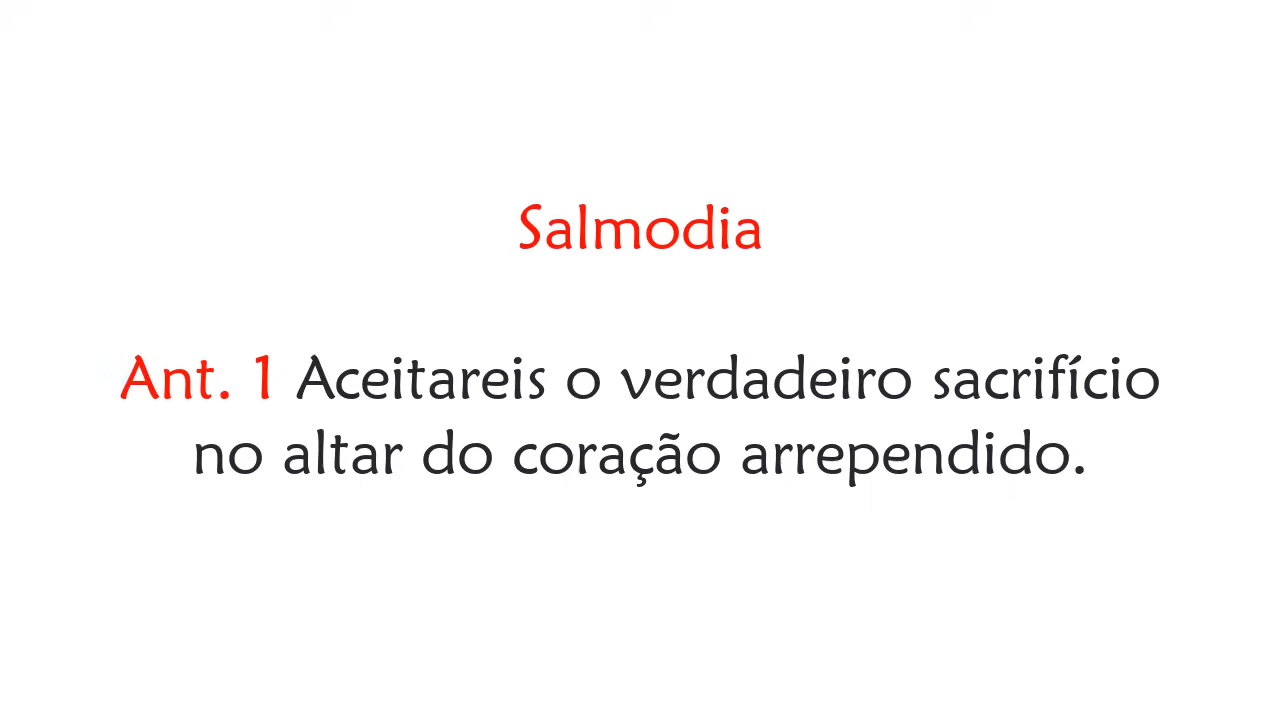 Salmodia
Ant. 1 Aceitareis o verdadeiro sacrifício
no altar do coração arrependido.